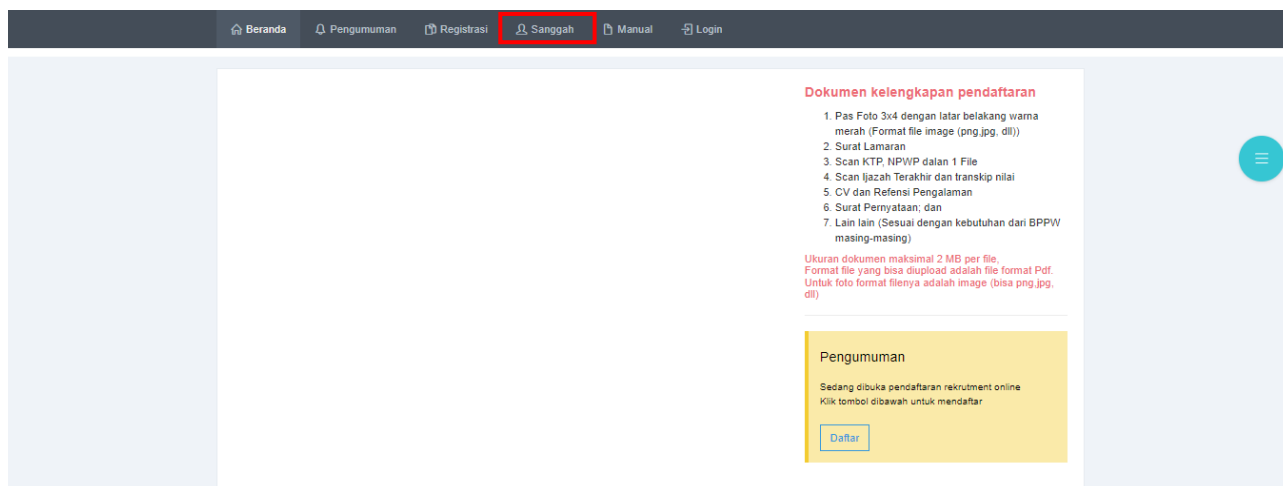 Beranda Pengumuman Registrasi Sanggah Manual Login
Dokumen kelengkapan pendaftaran
1. Pas Foto 3x4 dengan latar belakang warna
merah (Format file image (png,jpg, dll))
2. Surat Lamaran
3. Scan KTP, NPWP dalan 1 File
4. Scan Ijazah Terakhir dan transkip nilai
5. CV dan Refensi Pengalaman
6. Surat Pernyataan; dan
7. Lain lain (Sesuai dengan kebutuhan dari BPPW
masing-masing)
Ukuran dokumen maksimal 2 MB per file,
Format file yang bisa diupload adalah file format Pdf.
Untuk foto format filenya adalah image (bisa png,jpg,
dll)
Pengumuman
Sedang dibuka pendaftaran rekrutment online
Klik tombol dibawah untuk mendaftar
Daftar